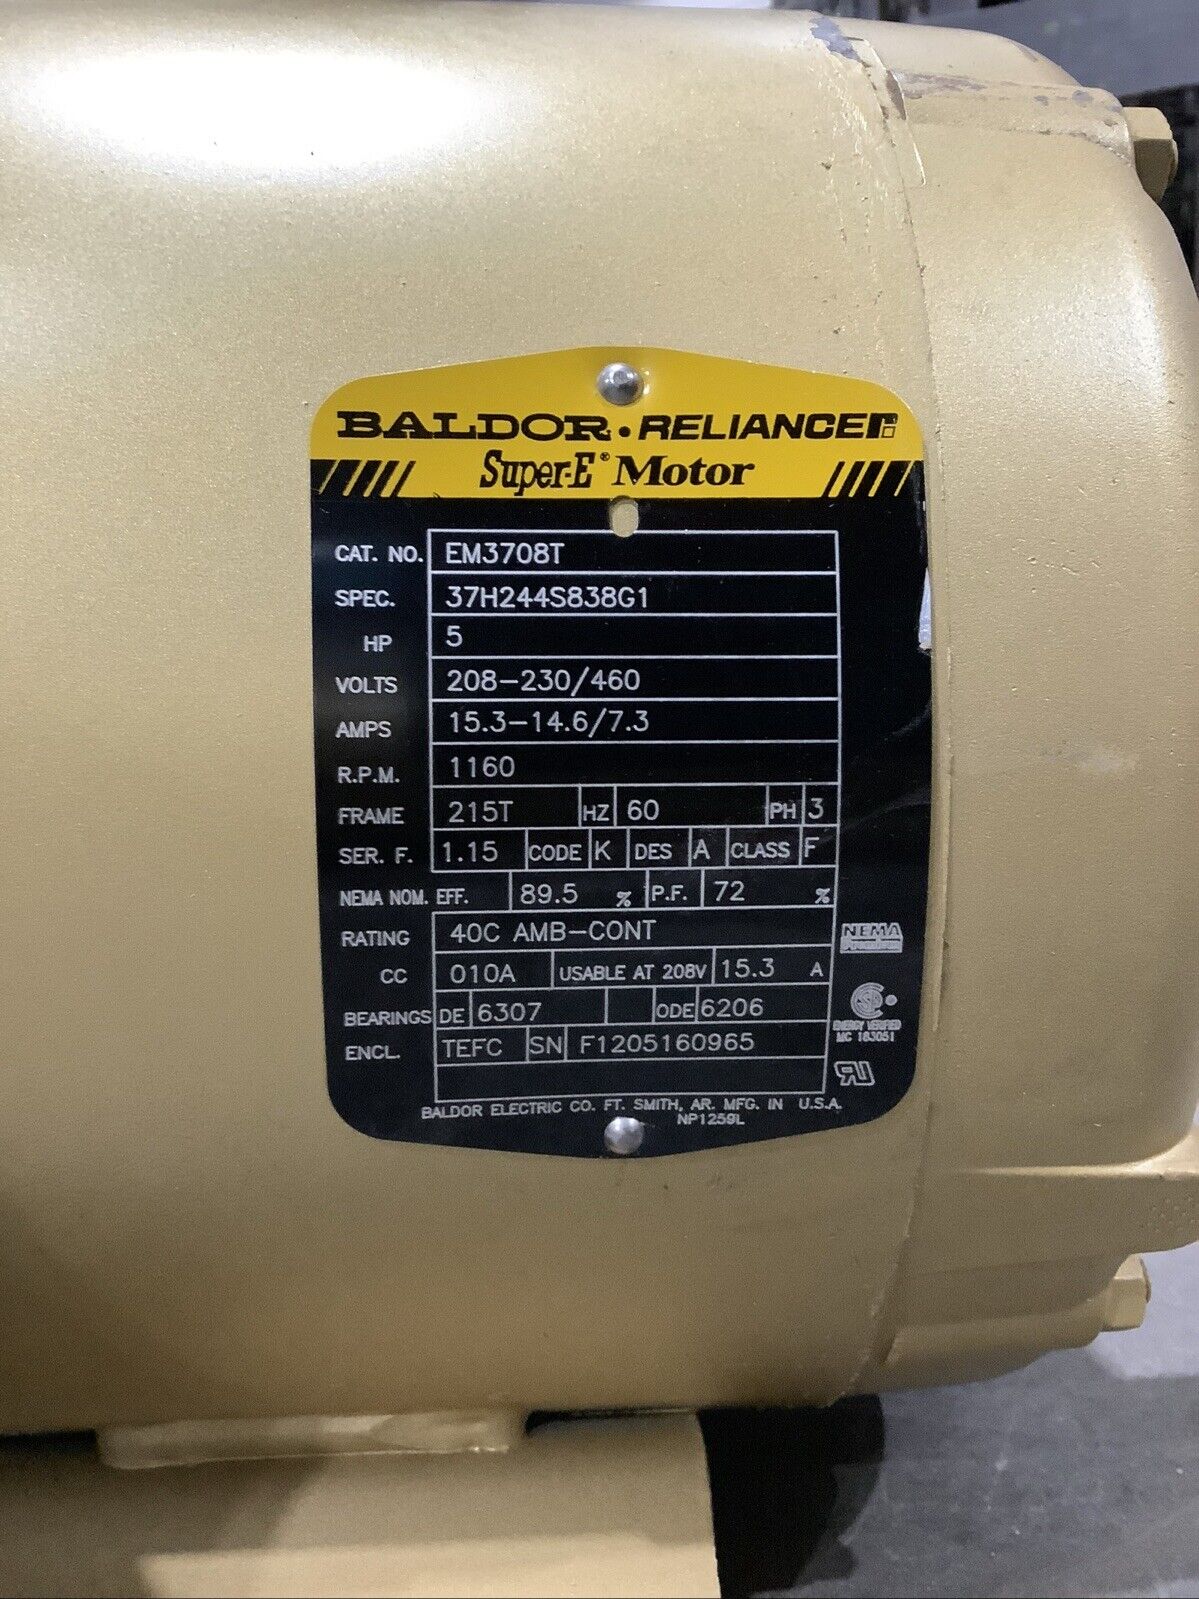 BALDOR • RELIANCE
Super-E® Motor
CAT. NO. EM3708T
SPEC. 37H244S838G1
HP 5
VOLTS 208-230/460
AMPS 15.3-14.6/7.3
R.P.M. 1160
FRAME 215T HZ 60 PH 3
SER. F. 1.15 CODE K DES A CLASS F
NEMA NOM. EFF. 89.5 % P.F. 72 %
RATING 40C AMB-CONT
NEMA
Premium
CC 010A USABLE AT 208V 15.3 A
BEARINGS DE 6307 ODE 6206
ENERGY VERIFIED
MC 183051
ENCL. TEFC SN F1205160965
BALDOR ELECTRIC CO. FT. SMITH, AR. MFG. IN U.S.A.
NP1259L